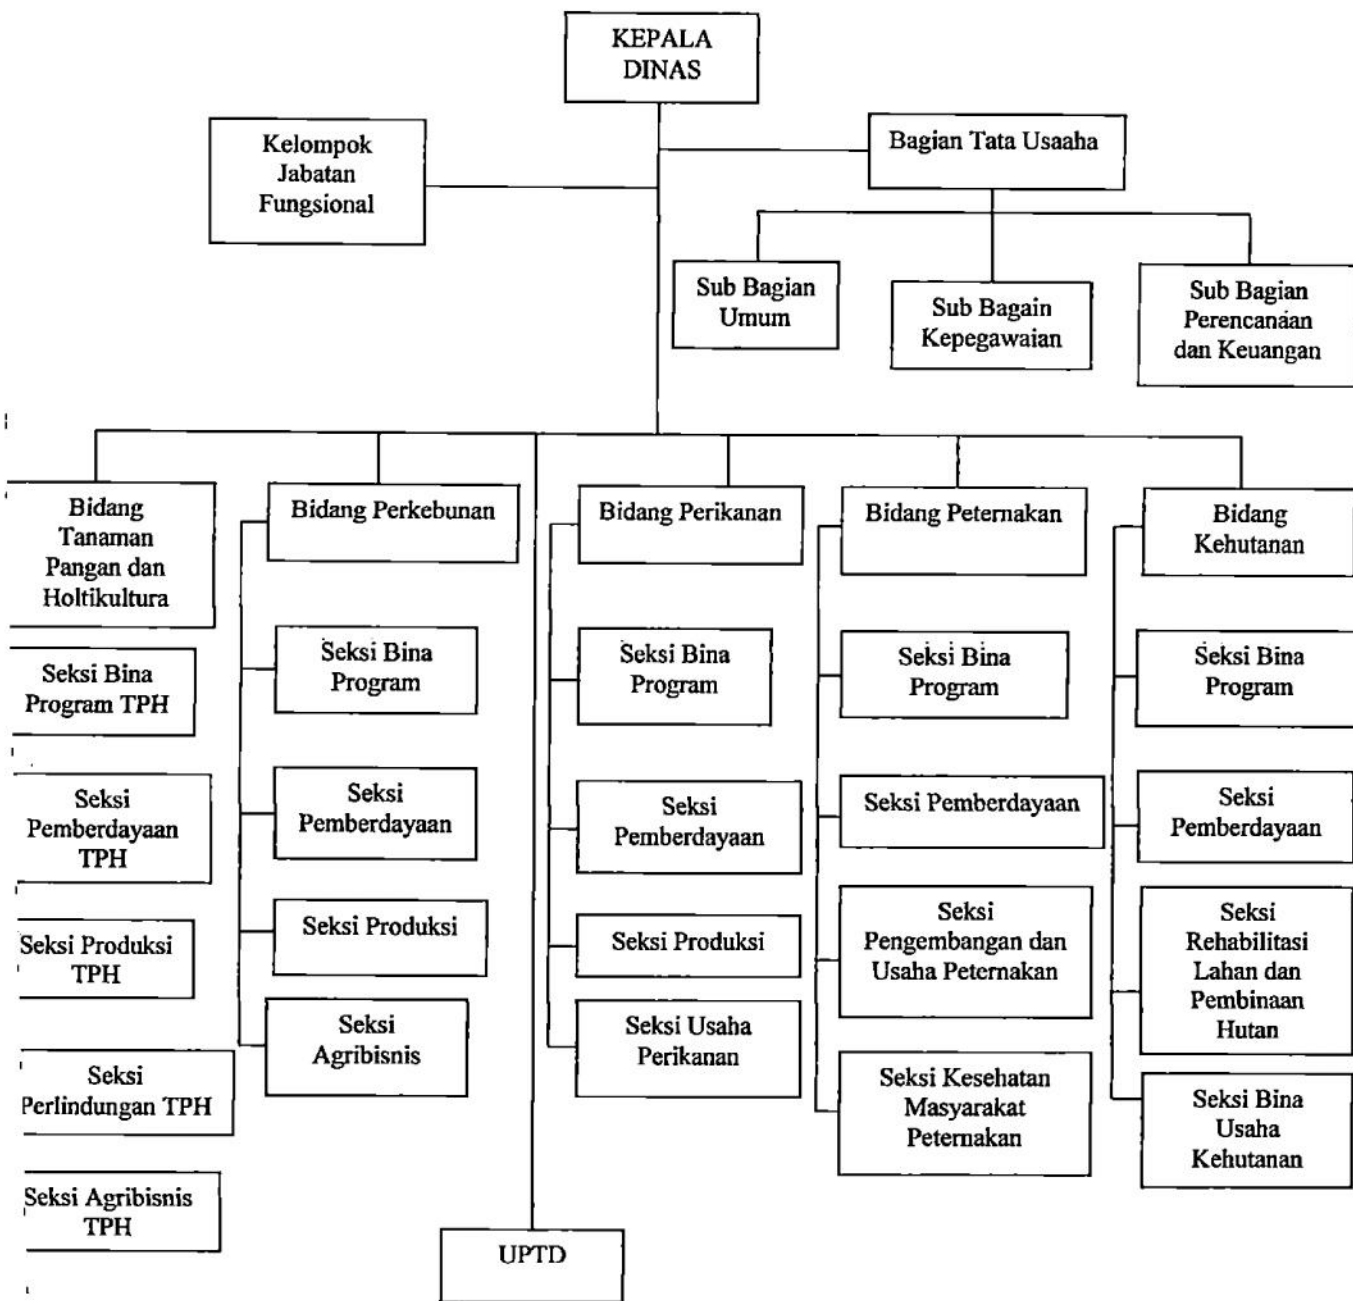 KEPALA
DINAS
Kelompok
Jabatan
Fungsional
Bagian Tata Usaaha
Sub Bagian
Umum
Sub Bagain
Kepegawaian
Sub Bagian
Perencanaan
dan Keuangan
Bidang
Tanaman
Pangan dan
Holtikultura
Seksi Bina
Program TPH
Seksi
Pemberdayaan
TPH
Seksi Produksi
TPH
Seksi
Perlindungan TPH
Seksi Agribisnis
TPH
Bidang Perkebunan
Seksi Bina
Program
Seksi
Pemberdayaan
Seksi Produksi
Seksi
Agribisnis
UPTD
Bidang Perikanan
Seksi Bina
Program
Seksi
Pemberdayaan
Seksi Produksi
Seksi Usaha
Perikanan
Bidang Peternakan
Seksi Bina
Program
Seksi Pemberdayaan
Seksi
Pengembangan dan
Usaha Peternakan
Seksi Kesehatan
Masyarakat
Peternakan
Bidang
Kehutanan
Seksi Bina
Program
Seksi
Pemberdayaan
Seksi
Rehabilitasi
Lahan dan
Pembinaan
Hutan
Seksi Bina
Usaha
Kehutanan